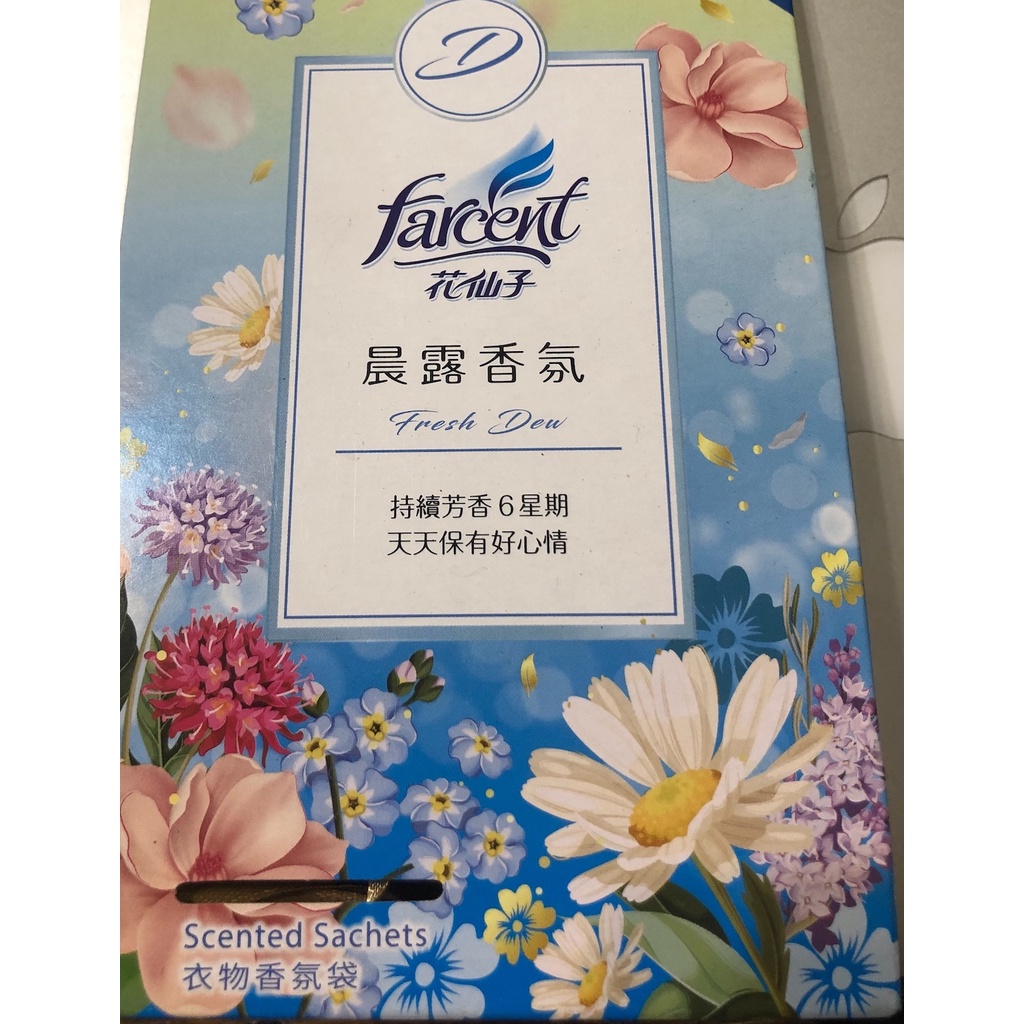 D
farcent
花仙子
晨露香氛
Fresh Dew
持續芳香6星期
天天保有好心情
Scented Sachets
衣物香氛袋